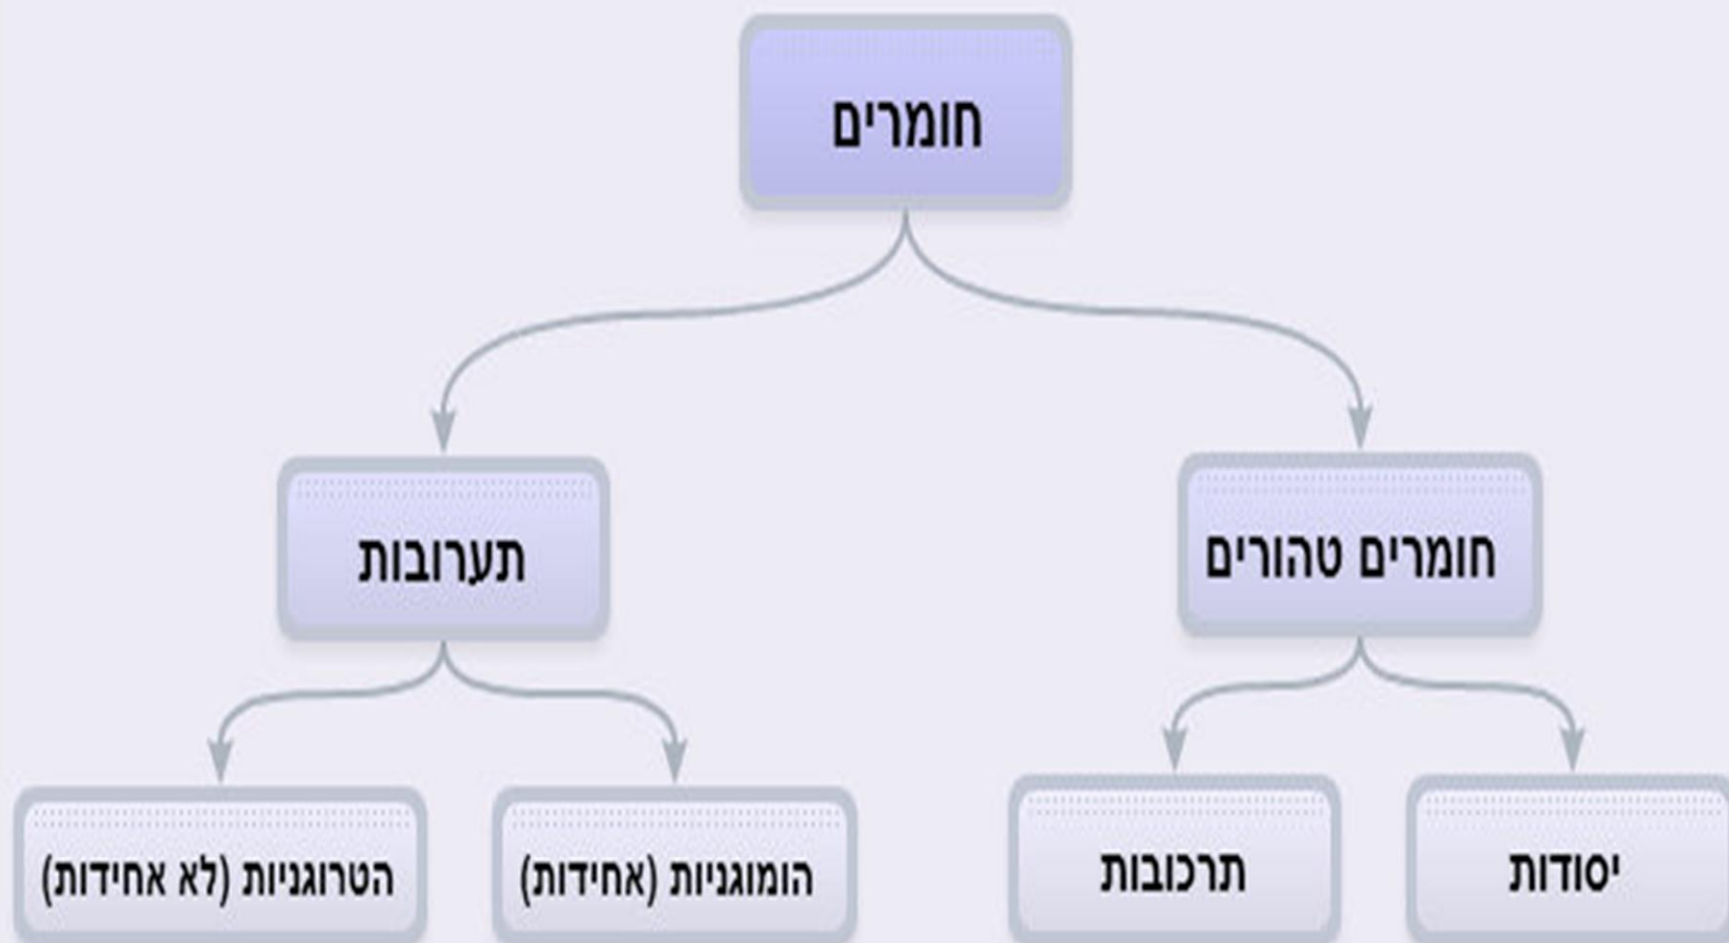 חומרים
חומרים טהורים
תערובות
יסודות
תרכובות
הומוגניות (אחידות)
הטרוגניות (לא אחידות)